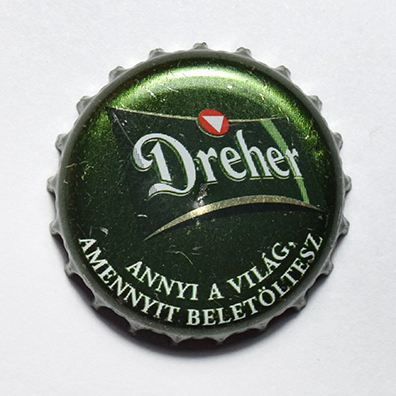 Dreher
ANNYI A VILÁG,
AMENNYIT BELETÖLTESZ